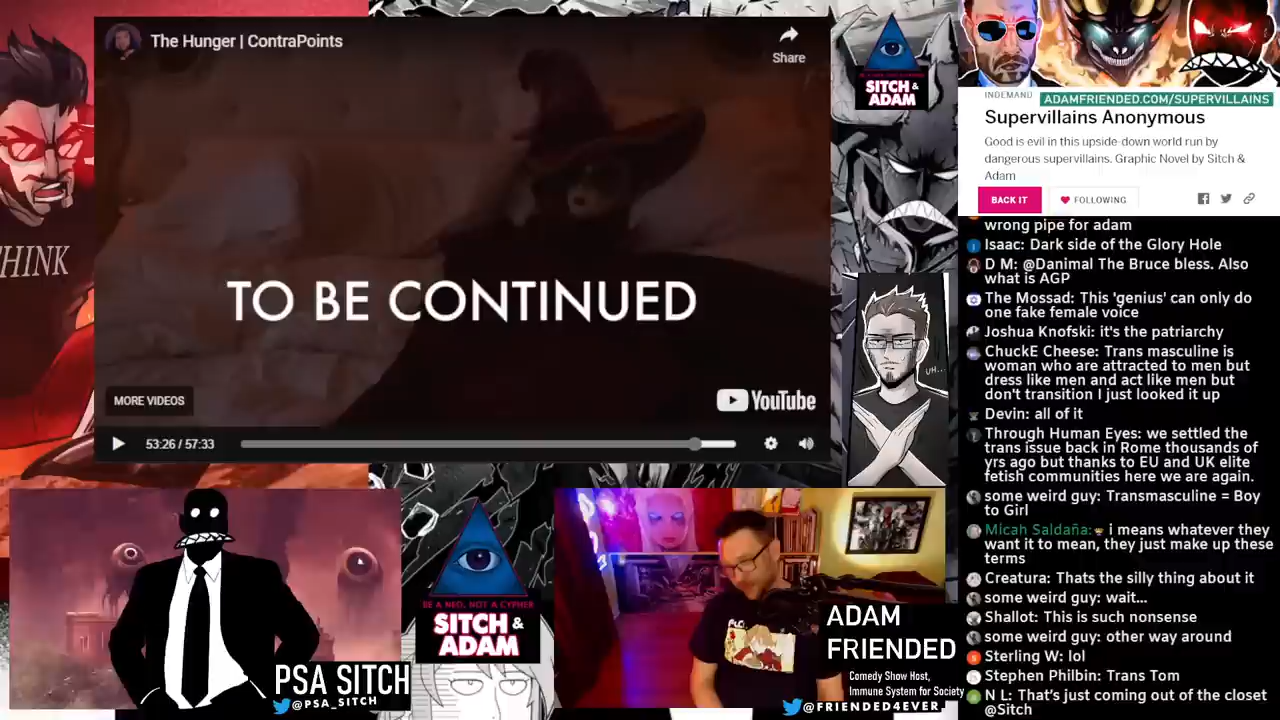 The Hunger | ContraPoints
Share
TO BE CONTINUED
MORE VIDEOS
YouTube
53:26 / 57:33
THINK
SITCH &
ADAM
UH...
INDEMAND
ADAMFRIENDED.COM/SUPERVILLAINS
Supervillains Anonymous
Good is evil in this upside-down world run by
dangerous supervillains. Graphic Novel by Sitch &
Adam
BACK IT
FOLLOWING
wrong pipe for adam
Isaac: Dark side of the Glory Hole
D M: @Danimal The Bruce bless. Also
what is AGP
The Mossad: This 'genius' can only do
one fake female voice
Joshua Knofski: it's the patriarchy
ChuckE Cheese: Trans masculine is
woman who are attracted to men but
dress like men and act like men but
don't transition I just looked it up
Devin: all of it
Through Human Eyes: we settled the
trans issue back in Rome thousands of
yrs ago but thanks to EU and UK elite
fetish communities here we are again.
some weird guy: Transmasculine = Boy
to Girl
Micah Saldaña: i means whatever they
want it to mean, they just make up these
terms
Creatura: Thats the silly thing about it
some weird guy: wait...
Shallot: This is such nonsense
some weird guy: other way around
Sterling W: lol
Stephen Philbin: Trans Tom
N L: That's just coming out of the closet
@Sitch
PSA SITCH
@PSA_SITCH
BE A NEO, NOT A CYPHER
SITCH &
ADAM
ADAM
FRIENDED
Comedy Show Host,
Immune System for Society
@FRIENDED4EVER